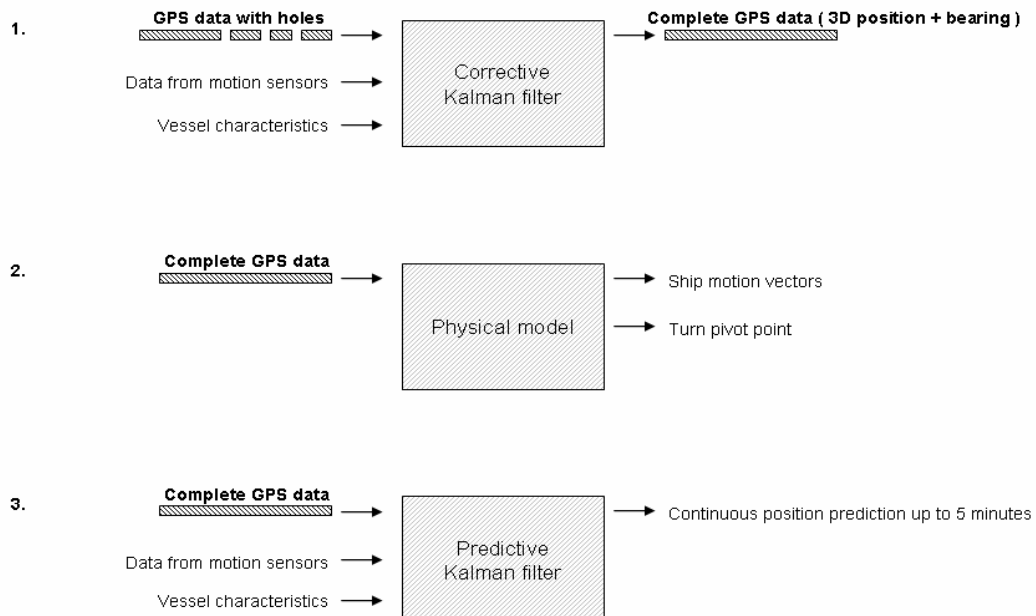 1.
GPS data with holes
Complete GPS data ( 3D position + bearing )
Data from motion sensors
Vessel characteristics
Corrective
Kalman filter
2.
Complete GPS data
Physical model
Ship motion vectors
Turn pivot point
3.
Complete GPS data
Data from motion sensors
Vessel characteristics
Predictive
Kalman filter
Continuous position prediction up to 5 minutes